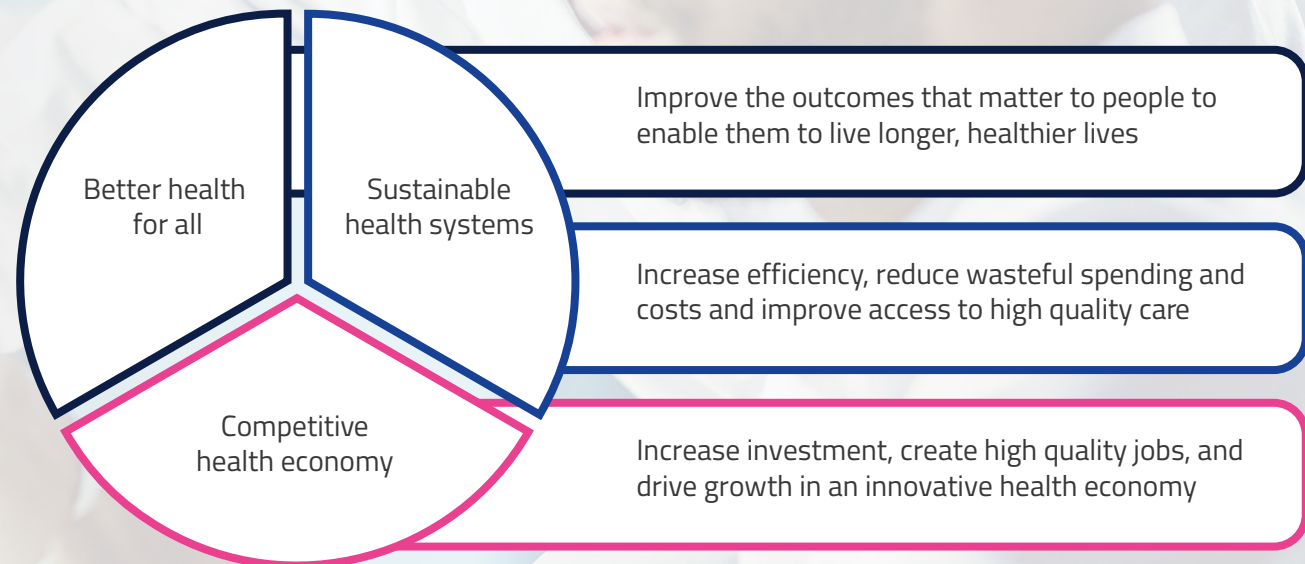 Better health
for all
Improve the outcomes that matter to people to
enable them to live longer, healthier lives
Sustainable
health systems
Increase efficiency, reduce wasteful spending and
costs and improve access to high quality care
Competitive
health economy
Increase investment, create high quality jobs, and
drive growth in an innovative health economy